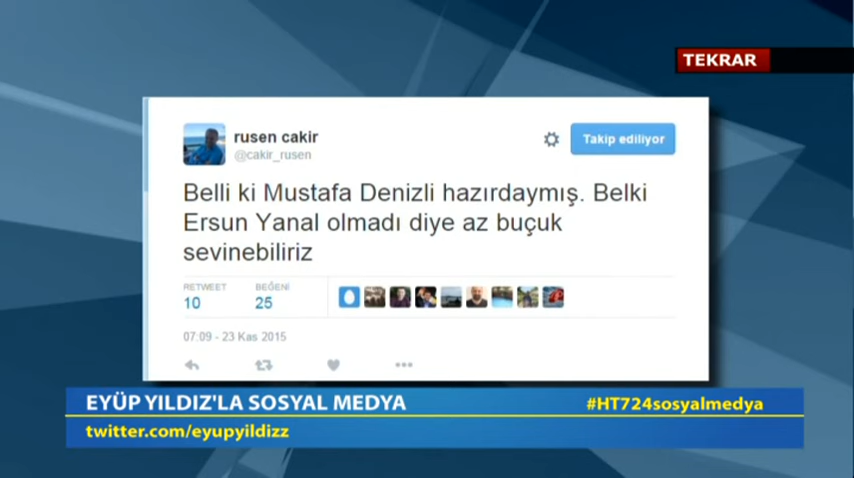 TEKRAR
rusen cakir
@cakir_rusen
Takip ediliyor
Belli ki Mustafa Denizli hazırdaymış. Belki
Ersun Yanal olmadı diye az buçuk
sevinebiliriz
RETWEET BEĞENİ
10 25
07:09 - 23 Kas 2015
EYÜP YILDIZ'LA SOSYAL MEDYA
#HT724sosyalmedya
twitter.com/eyupyildizz